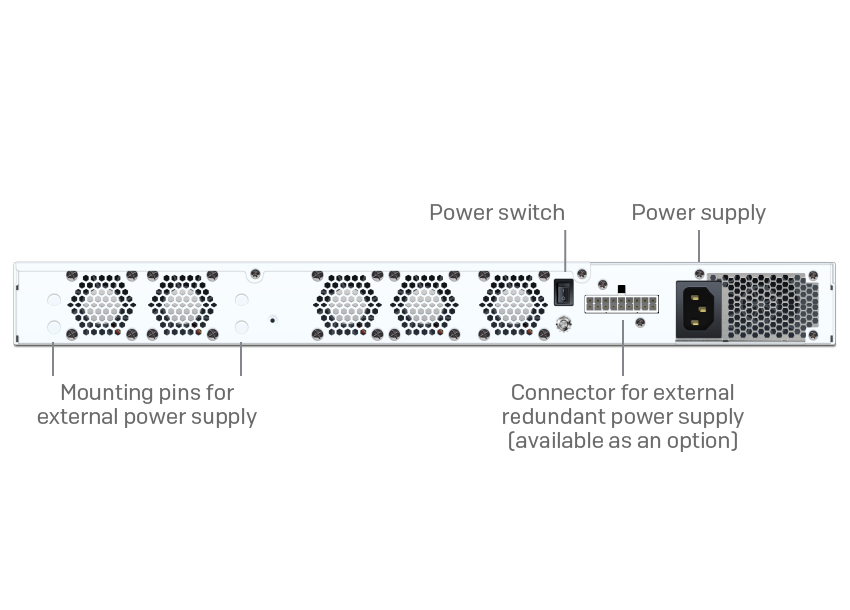 Power switch
Power supply
Mounting pins for
external power supply
Connector for external
redundant power supply
(available as an option)